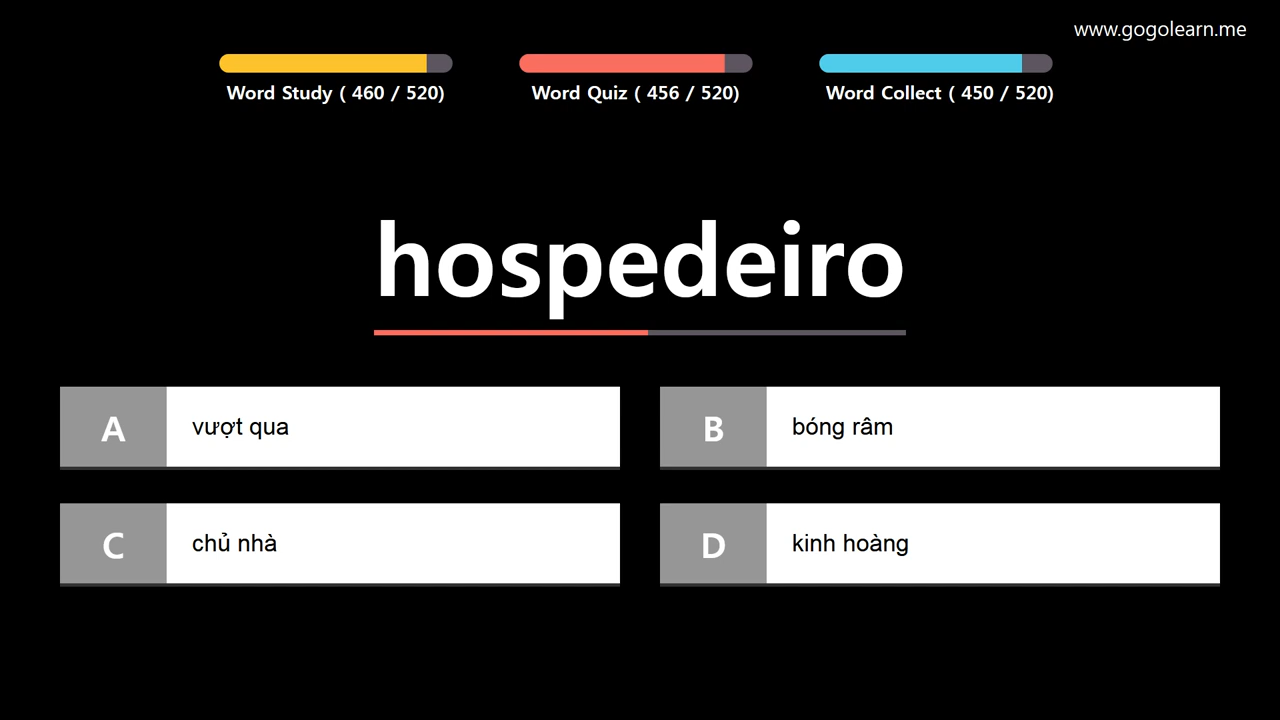 www.gogolearn.me
Word Study ( 460 / 520)
Word Quiz ( 456 / 520)
Word Collect ( 450 / 520)
hospedeiro
A vượt qua
B bóng râm
C chủ nhà
D kinh hoàng